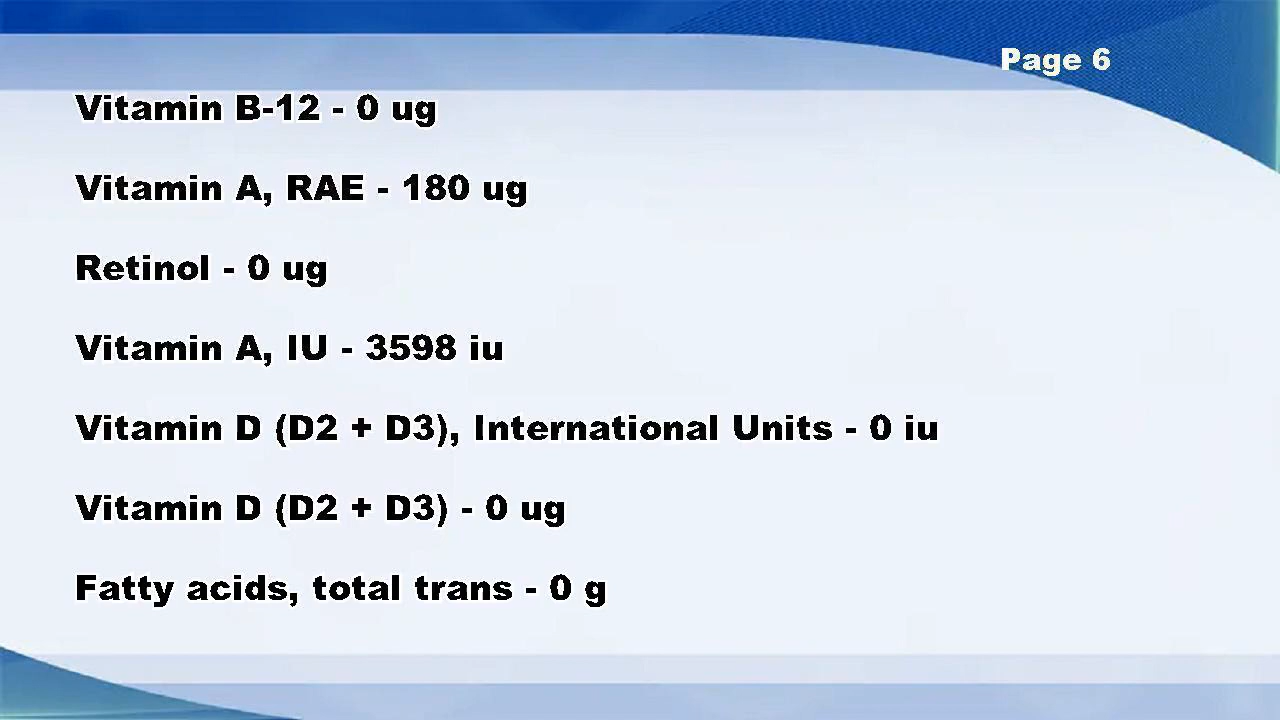 Page 6
Vitamin B-12 - 0 ug
Vitamin A, RAE - 180 ug
Retinol - 0 ug
Vitamin A, IU - 3598 iu
Vitamin D (D2 + D3), International Units - 0 iu
Vitamin D (D2 + D3) - 0 ug
Fatty acids, total trans - 0 g